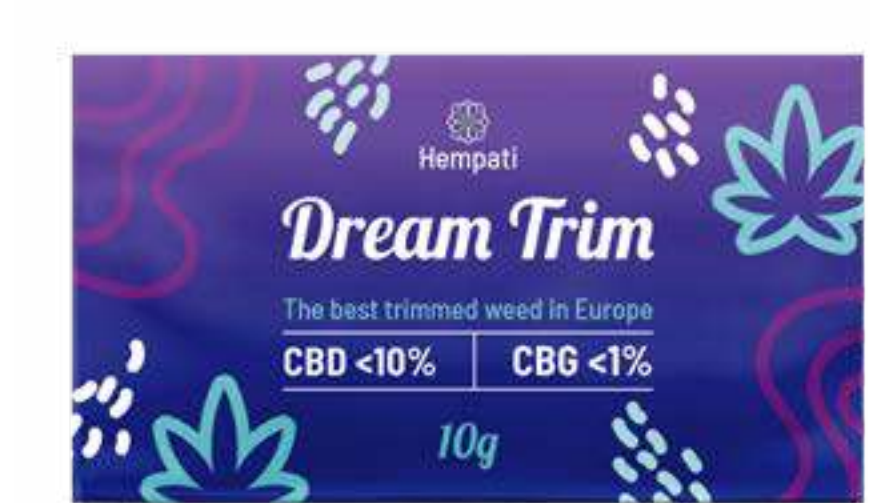 Hempati
Dream Trim
The best trimmed weed in Europe
CBD <10%
CBG <1%
10g